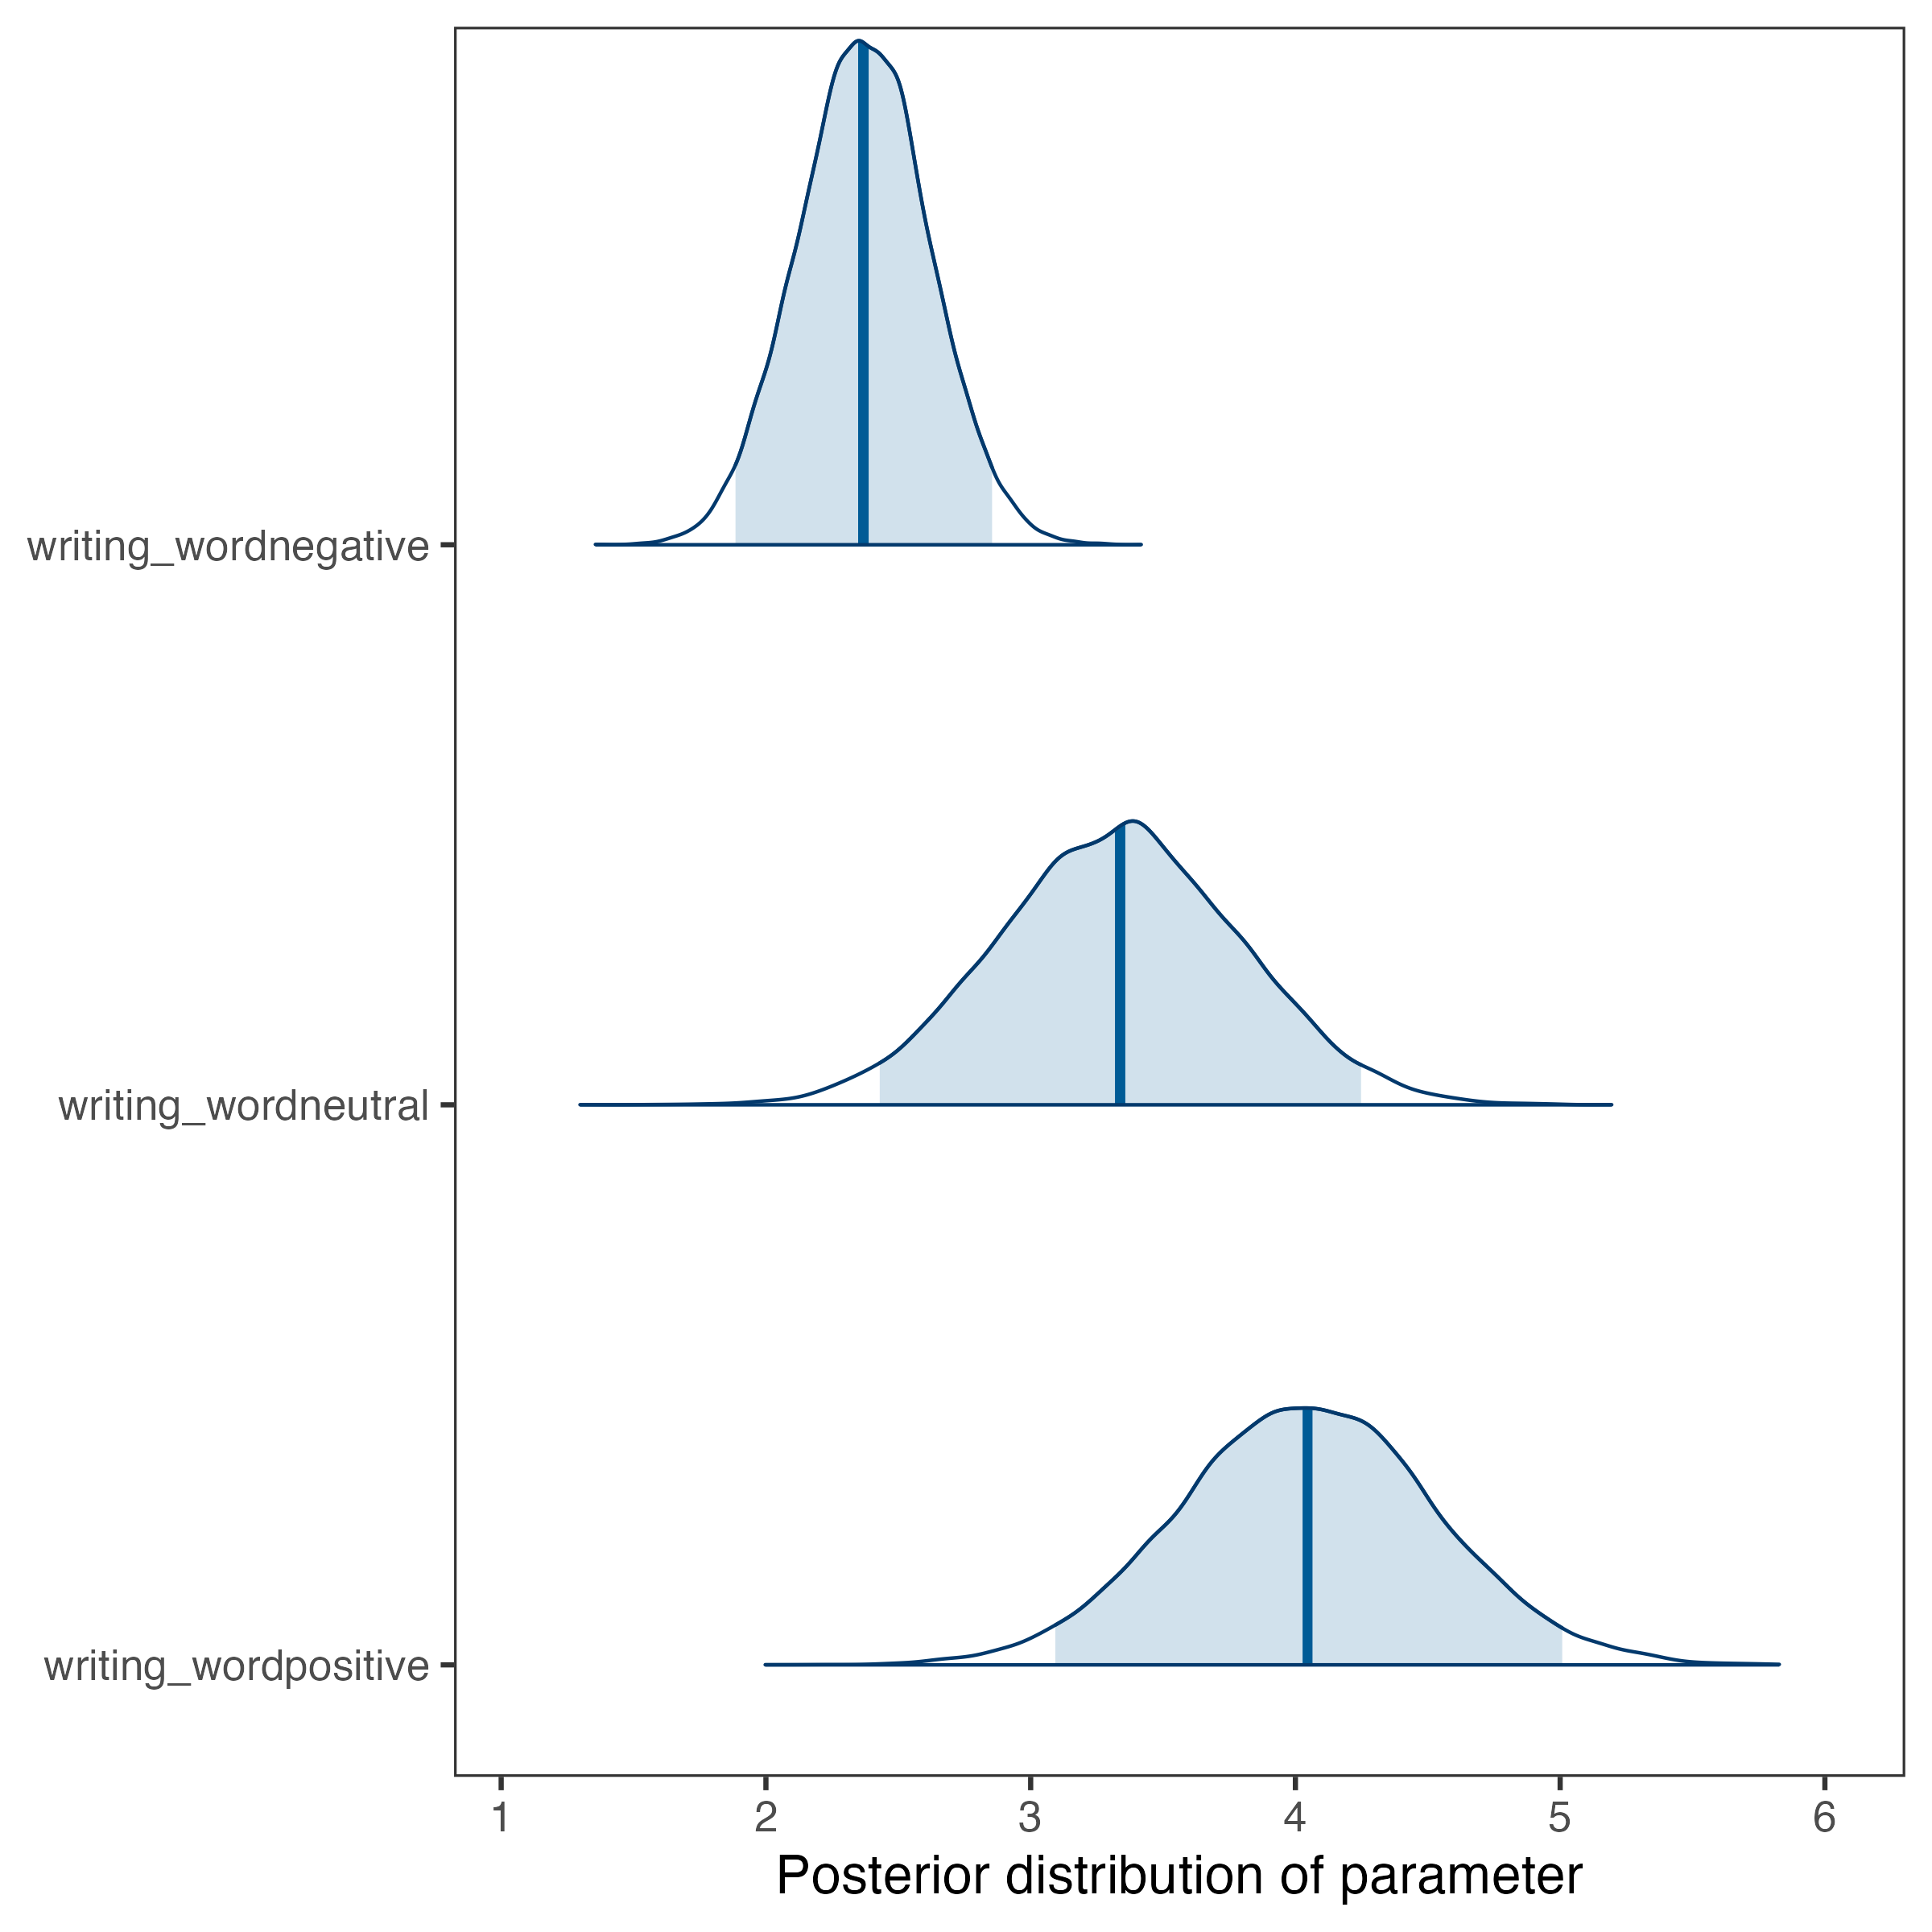 writing_wordnegative
writing_wordneutral
writing_wordpositive
1 2 3 4 5 6
Posterior distribution of parameter